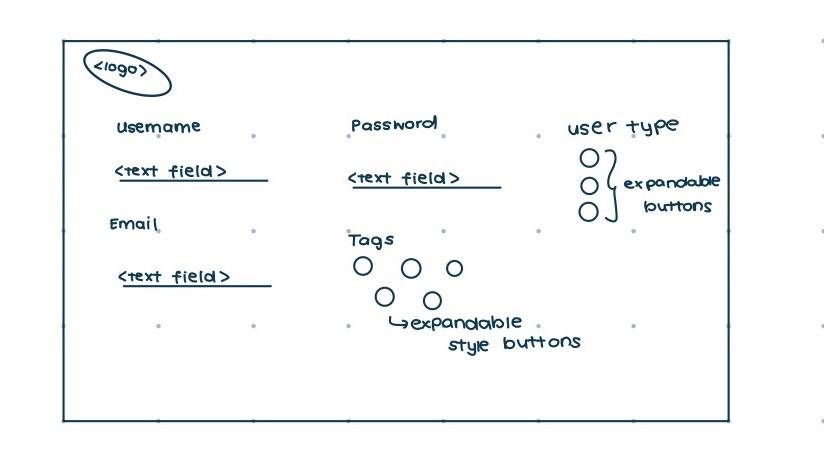 <logo>
Username
<text field>
Email
<text field>
Password
<text field>
Tags
expandable
style buttons
user type
expandable
buttons